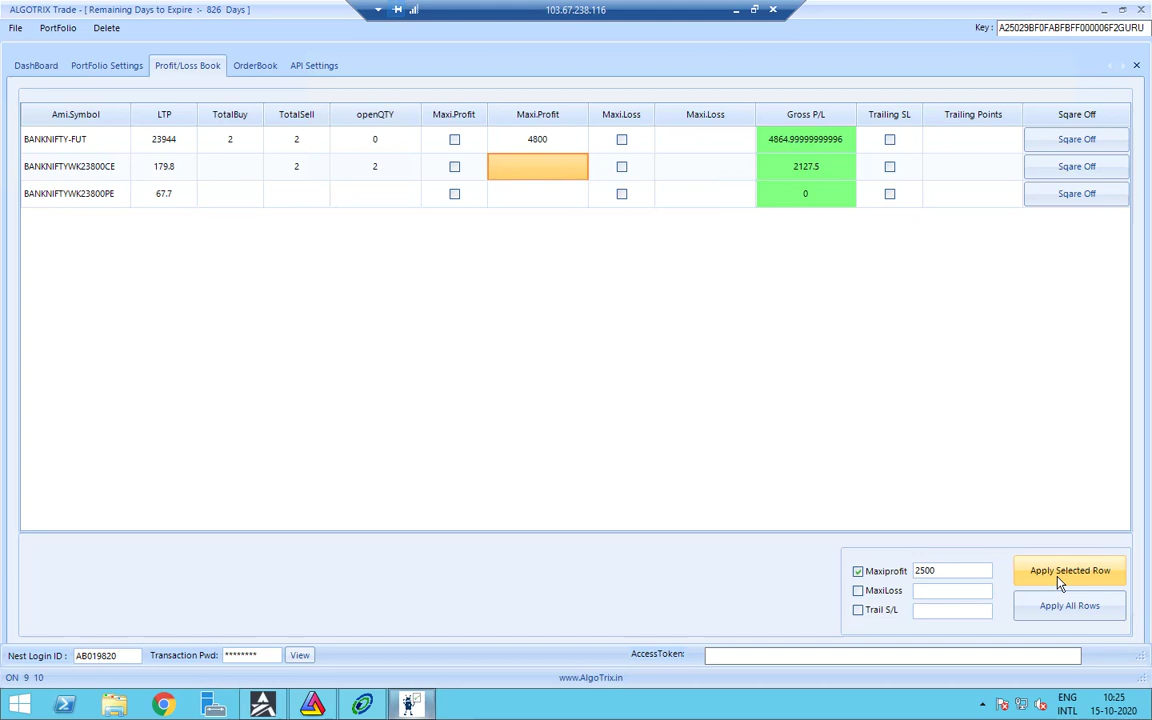 ALGOTRIX Trade - [ Remaining Days to Expire :- 826 Days ]
103.67.238.116
File PortFolio Delete
Key : A25029BF0FABFBFF000006F2GURU
DashBoard PortFolio Settings Profit/Loss Book OrderBook API Settings
Ami.Symbol LTP TotalBuy TotalSell openQTY Maxi.Profit Maxi.Profit Maxi.Loss Maxi.Loss Gross P/L Trailing SL Trailing Points Sqare Off
BANKNIFTY-FUT 23944 2 2 0 4800 4864.99999999996 Sqare Off
BANKNIFTYWK23800CE 179.8 2 2 2127.5 Sqare Off
BANKNIFTYWK23800PE 67.7 0 Sqare Off
Maxiprofit 2500 Apply Selected Row
MaxiLoss
Trail S/L Apply All Rows
Nest Login ID : AB019820 Transaction Pwd: ******** View AccessToken:
ON 9 10 www.AlgoTrix.in
ENG 10:25
INTL 15-10-2020